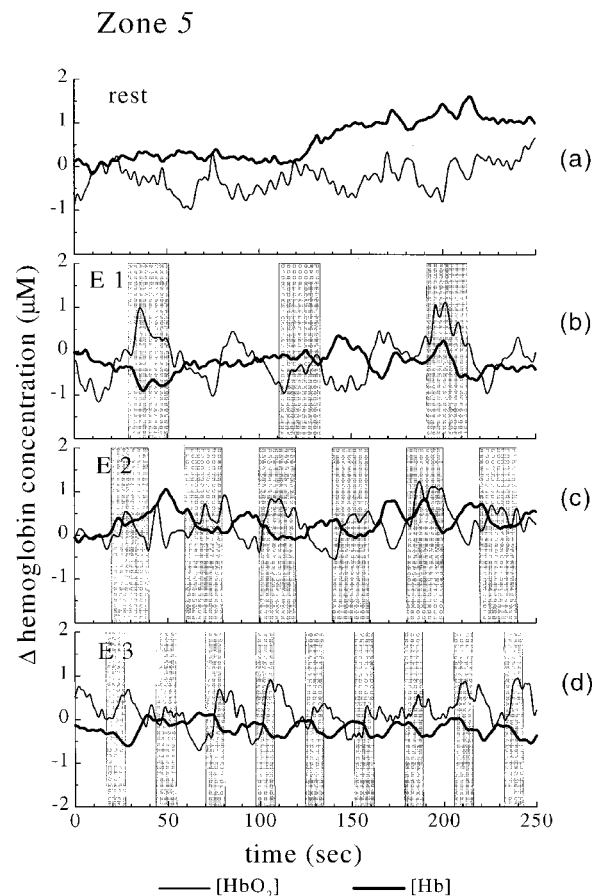 Zone 5
rest
2
1
0
-1
(a)
E 1
2
1
0
-1
(b)
E 2
2
1
0
-1
-2
(c)
E 3
2
1
0
-1
-2
(d)
Δ hemoglobin concentration (μM)
0 50 100 150 200 250
time (sec)
[HbO₂] [Hb]